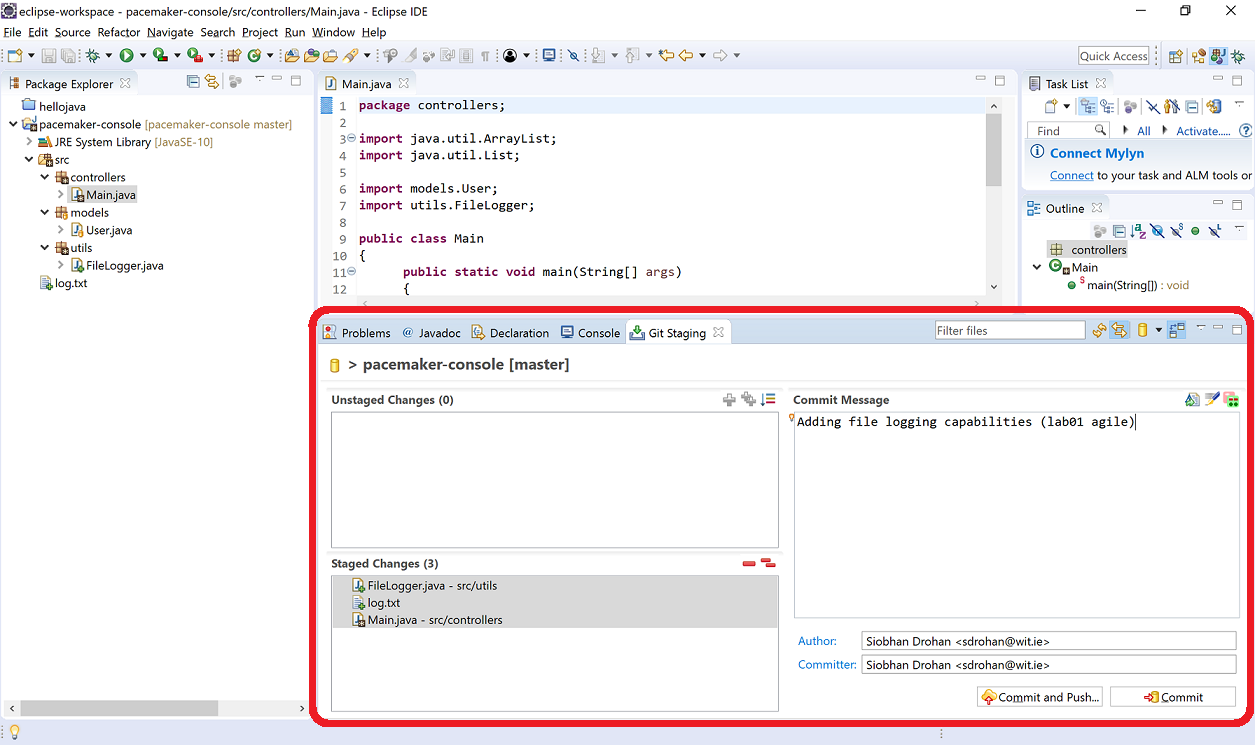 eclipse-workspace - pacemaker-console/src/controllers/Main.java - Eclipse IDE
File Edit Source Refactor Navigate Search Project Run Window Help
Quick Access
Package Explorer
hellojava
pacemaker-console [pacemaker-console master]
JRE System Library [JavaSE-10]
src
controllers
Main.java
models
User.java
utils
FileLogger.java
log.txt
Main.java
1 package controllers;
2
3 import java.util.ArrayList;
4 import java.util.List;
5
6 import models.User;
7 import utils.FileLogger;
8
9 public class Main
10 {
11 public static void main(String[] args)
12 {
Task List
Find All Activate...
Connect Mylyn
Connect to your task and ALM tools or
Outline
controllers
Main
main(String[]) : void
Problems @ Javadoc Declaration Console Git Staging
Filter files
> pacemaker-console [master]
Unstaged Changes (0)
Staged Changes (3)
FileLogger.java - src/utils
log.txt
Main.java - src/controllers
Commit Message
Adding file logging capabilities (lab01 agile)
Author: Siobhan Drohan <sdrohan@wit.ie>
Committer: Siobhan Drohan <sdrohan@wit.ie>
Commit and Push... Commit